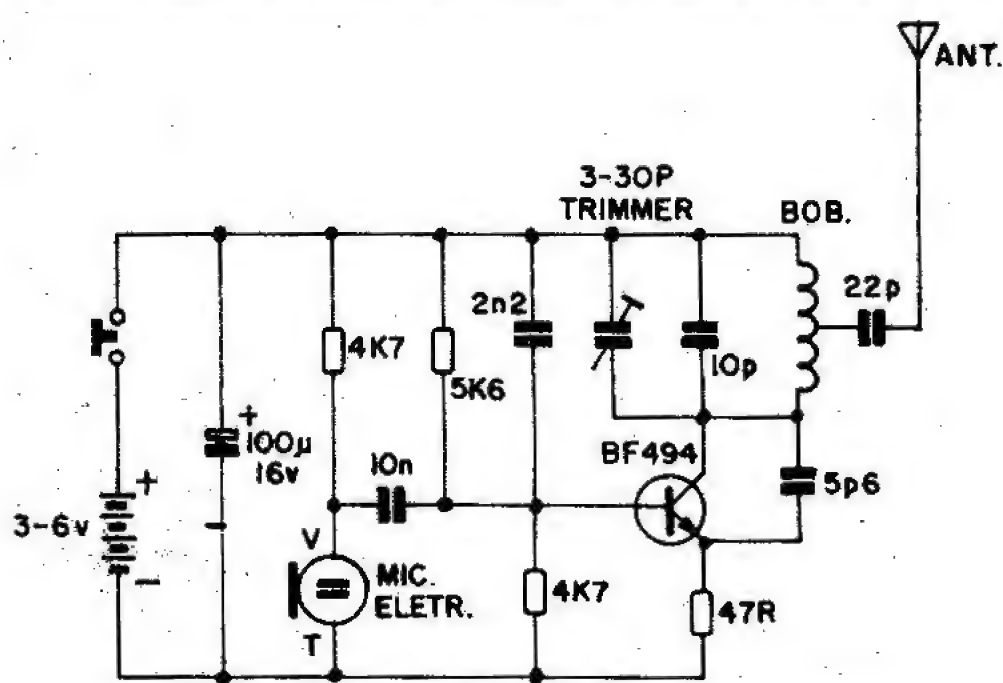 ANT.
3-30P
TRIMMER
BOB.
22p
2n2
4K7
5K6
10p
+
100μ
16v
10n
BF494
5p6
+
3-6v
-
-
V
MIC.
ELETR.
T
4K7
47R